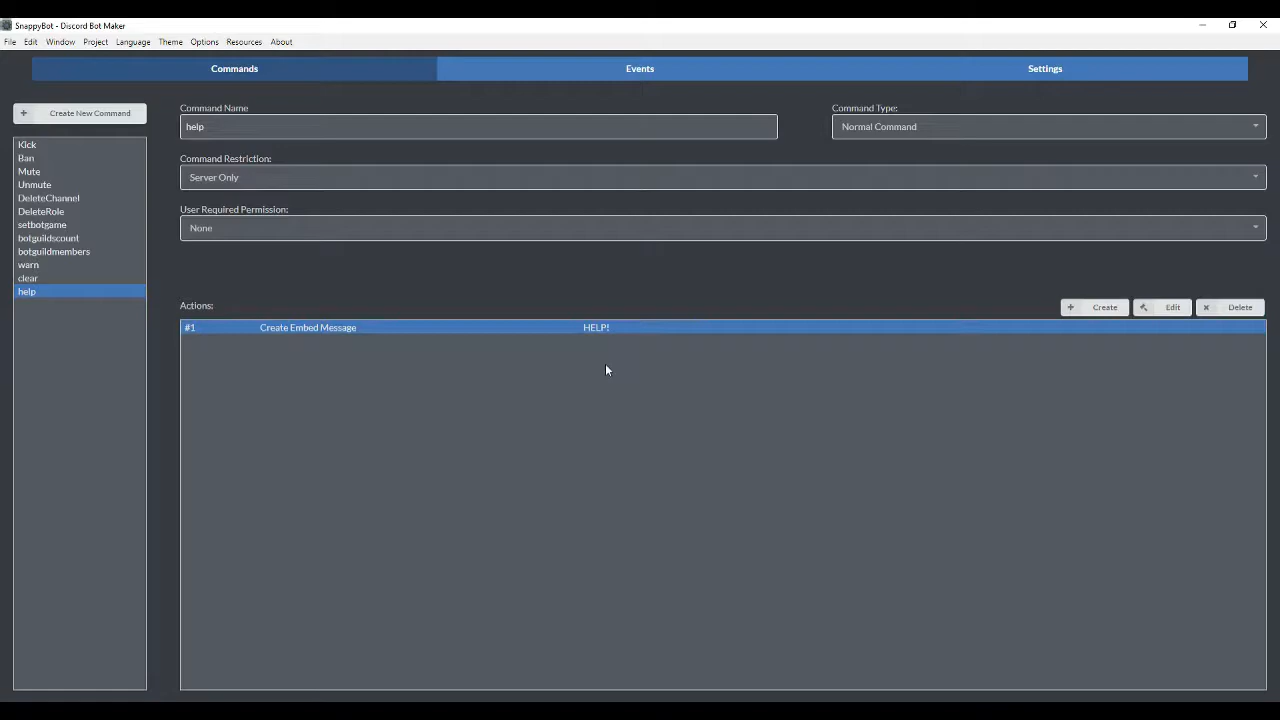 SnappyBot - Discord Bot Maker
File Edit Window Project Language Theme Options Resources About
Commands Events Settings
Create New Command
Kick
Ban
Mute
Unmute
DeleteChannel
DeleteRole
setbotgame
botguildscount
botguildmembers
warn
clear
help
Command Name
help
Command Type:
Normal Command
Command Restriction:
Server Only
User Required Permission:
None
Actions:
Create Edit Delete
#1 Create Embed Message HELP!